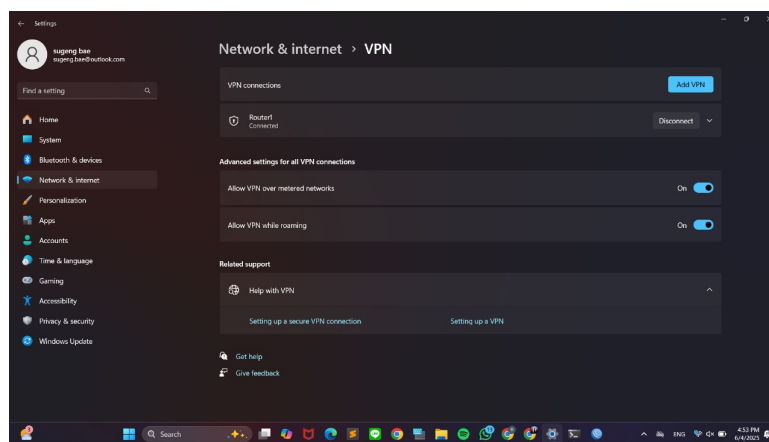 Settings
sugeng bae
sugeng.bae@outlook.com
Find a setting
Home
System
Bluetooth & devices
Network & internet
Personalization
Apps
Accounts
Time & language
Gaming
Accessibility
Privacy & security
Windows Update
Network & internet > VPN
VPN connections
Add VPN
Router1
Connected
Disconnect
Advanced settings for all VPN connections
Allow VPN over metered networks
On
Allow VPN while roaming
On
Related support
Help with VPN
Setting up a secure VPN connection
Setting up a VPN
Get help
Give feedback
Search
ENG
4:53 PM
6/4/2025